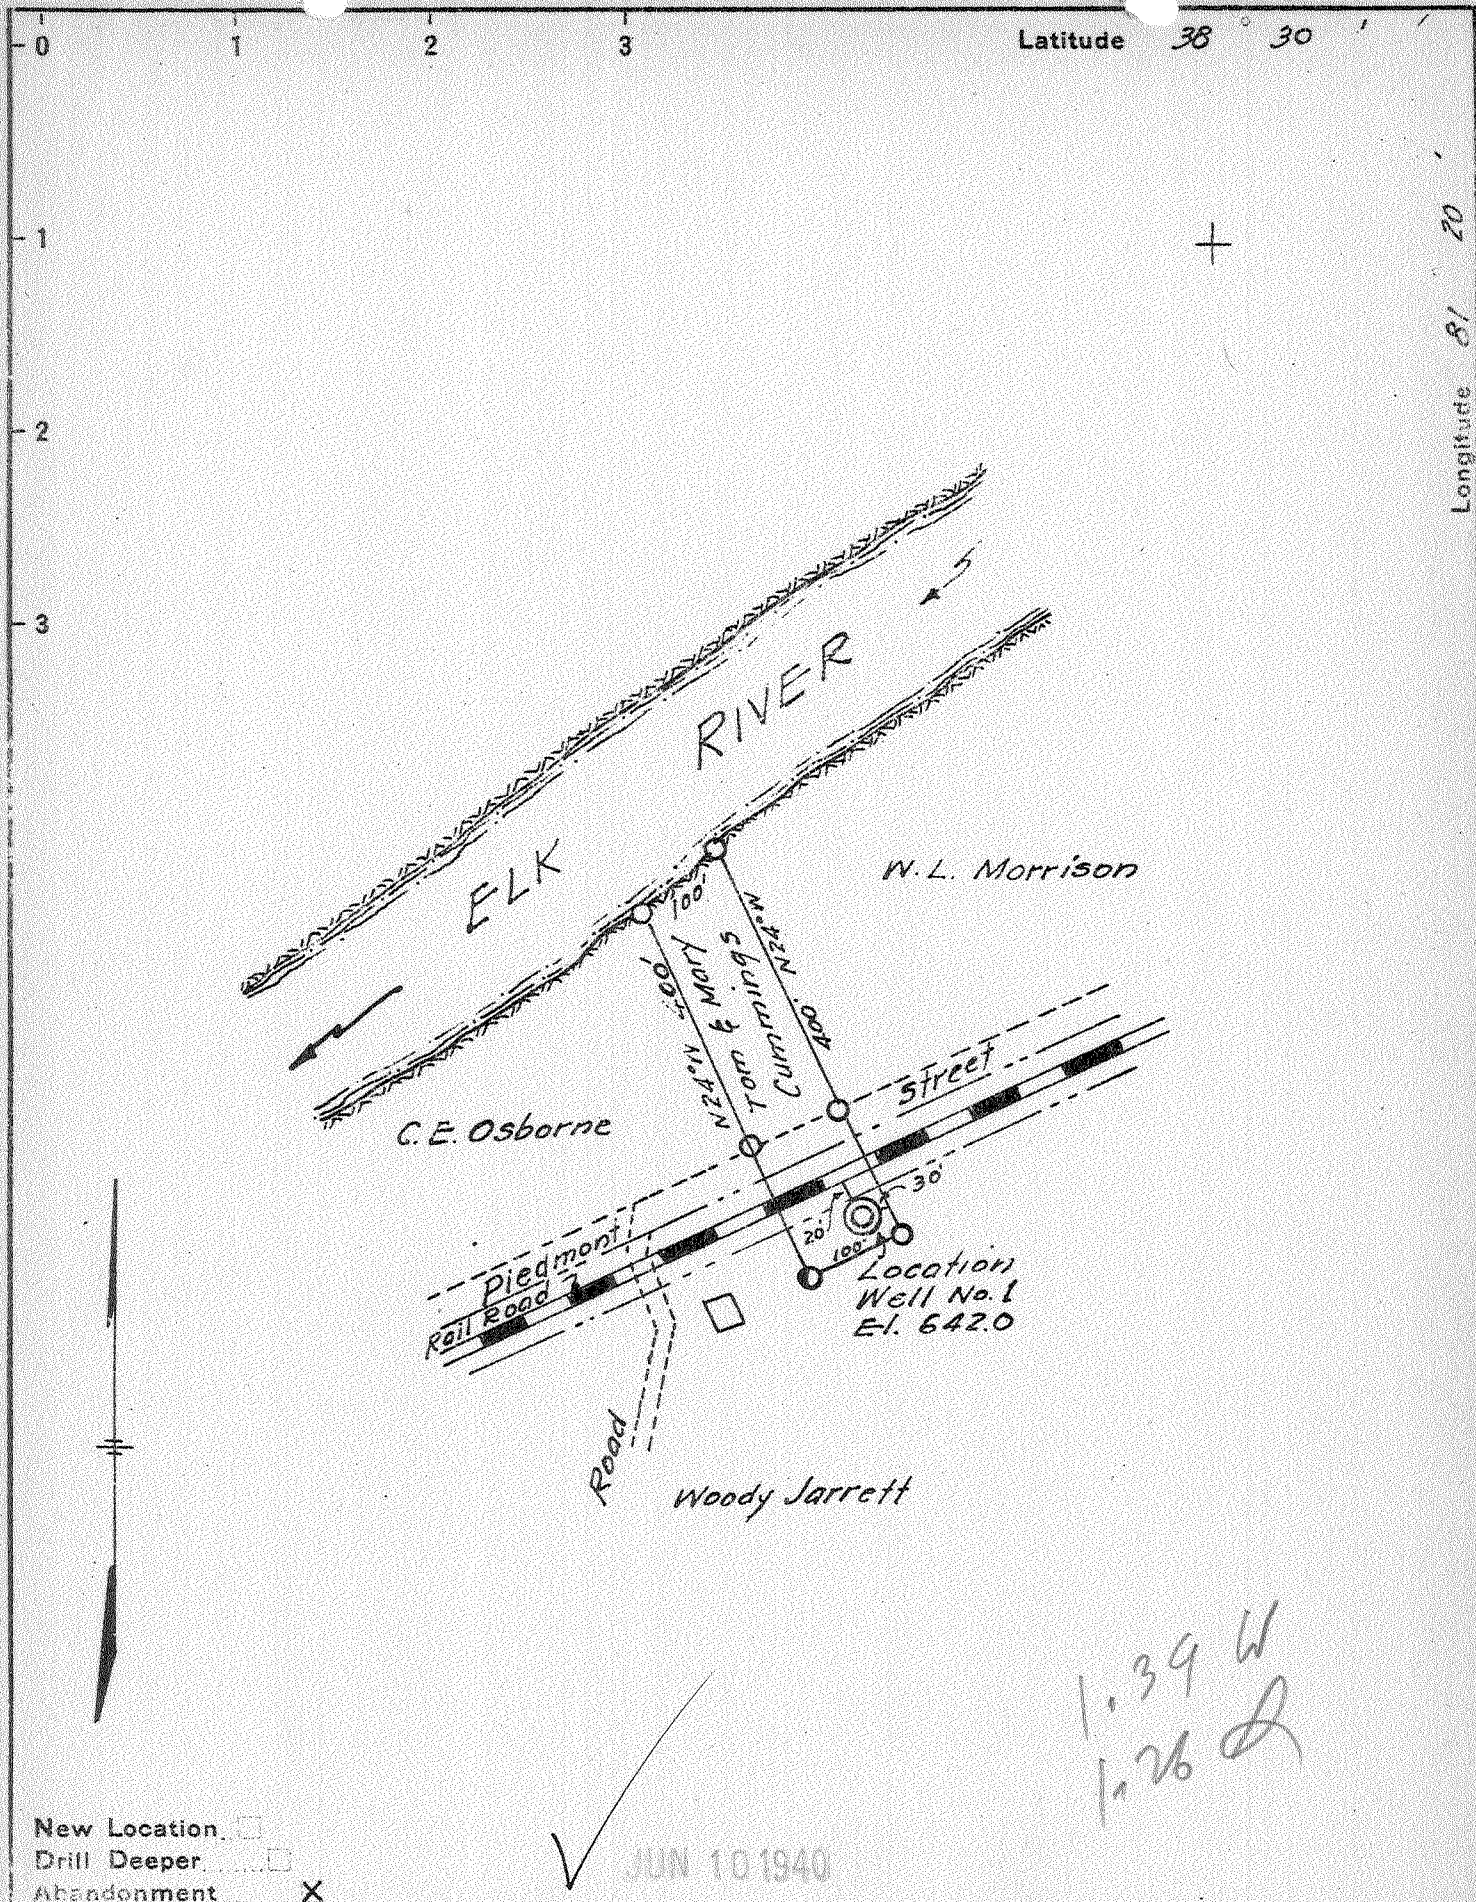 0 1 2 3 Latitude 38 ° 30 '
1
2
3
Longitude 81 20
ELK RIVER
W. L. Morrison
100'
N24°W 400'
Tom & Mary
Cummings
N24°W 400'
C. E. Osborne
Piedmont Street
Rail Road
30'
20'
100'
Location
Well No. 1
El. 642.0
Road
Woody Jarrett
1.39 W
1.26
New Location
Drill Deeper
Abandonment X
JUN 10 1940